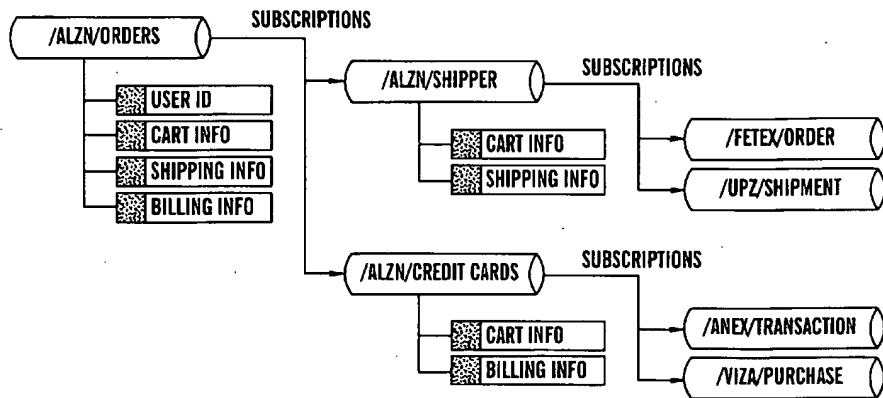 SUBSCRIPTIONS
/ALZN/ORDERS
USER ID
CART INFO
SHIPPING INFO
BILLING INFO
/ALZN/SHIPPER
SUBSCRIPTIONS
CART INFO
SHIPPING INFO
/FETEX/ORDER
/UPZ/SHIPMENT
/ALZN/CREDIT CARDS
SUBSCRIPTIONS
CART INFO
BILLING INFO
/ANEX/TRANSACTION
/VIZA/PURCHASE